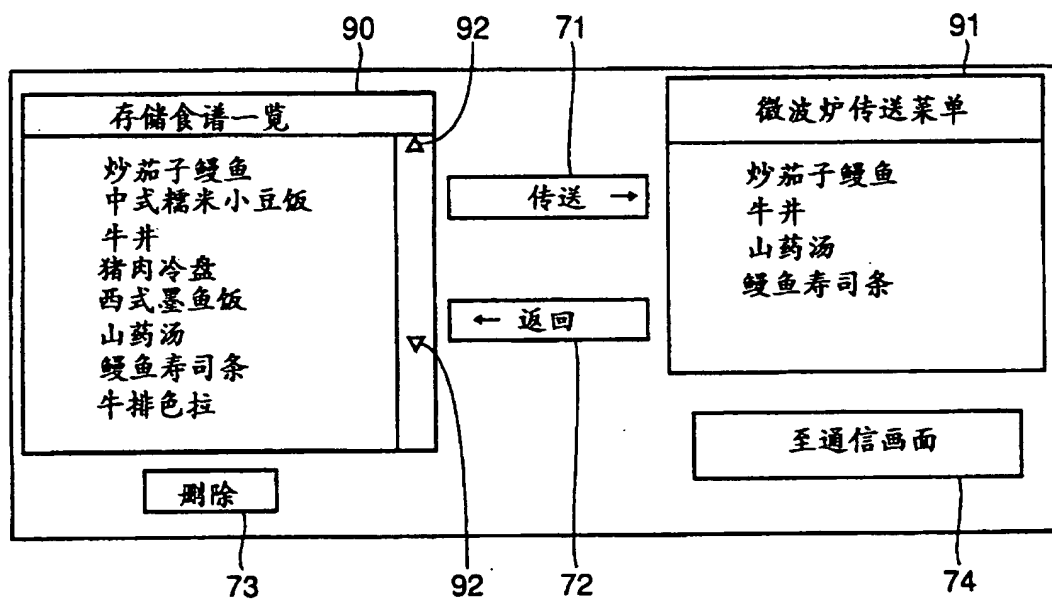 90
92
71
91
存储食谱一览
炒茄子鳗鱼
中式糯米小豆饭
牛井
猪肉冷盘
西式墨鱼饭
山药汤
鳗鱼寿司条
牛排色拉
删除
传送 →
← 返回
微波炉传送菜单
炒茄子鳗鱼
牛井
山药汤
鳗鱼寿司条
至通信画面
73
92
72
74